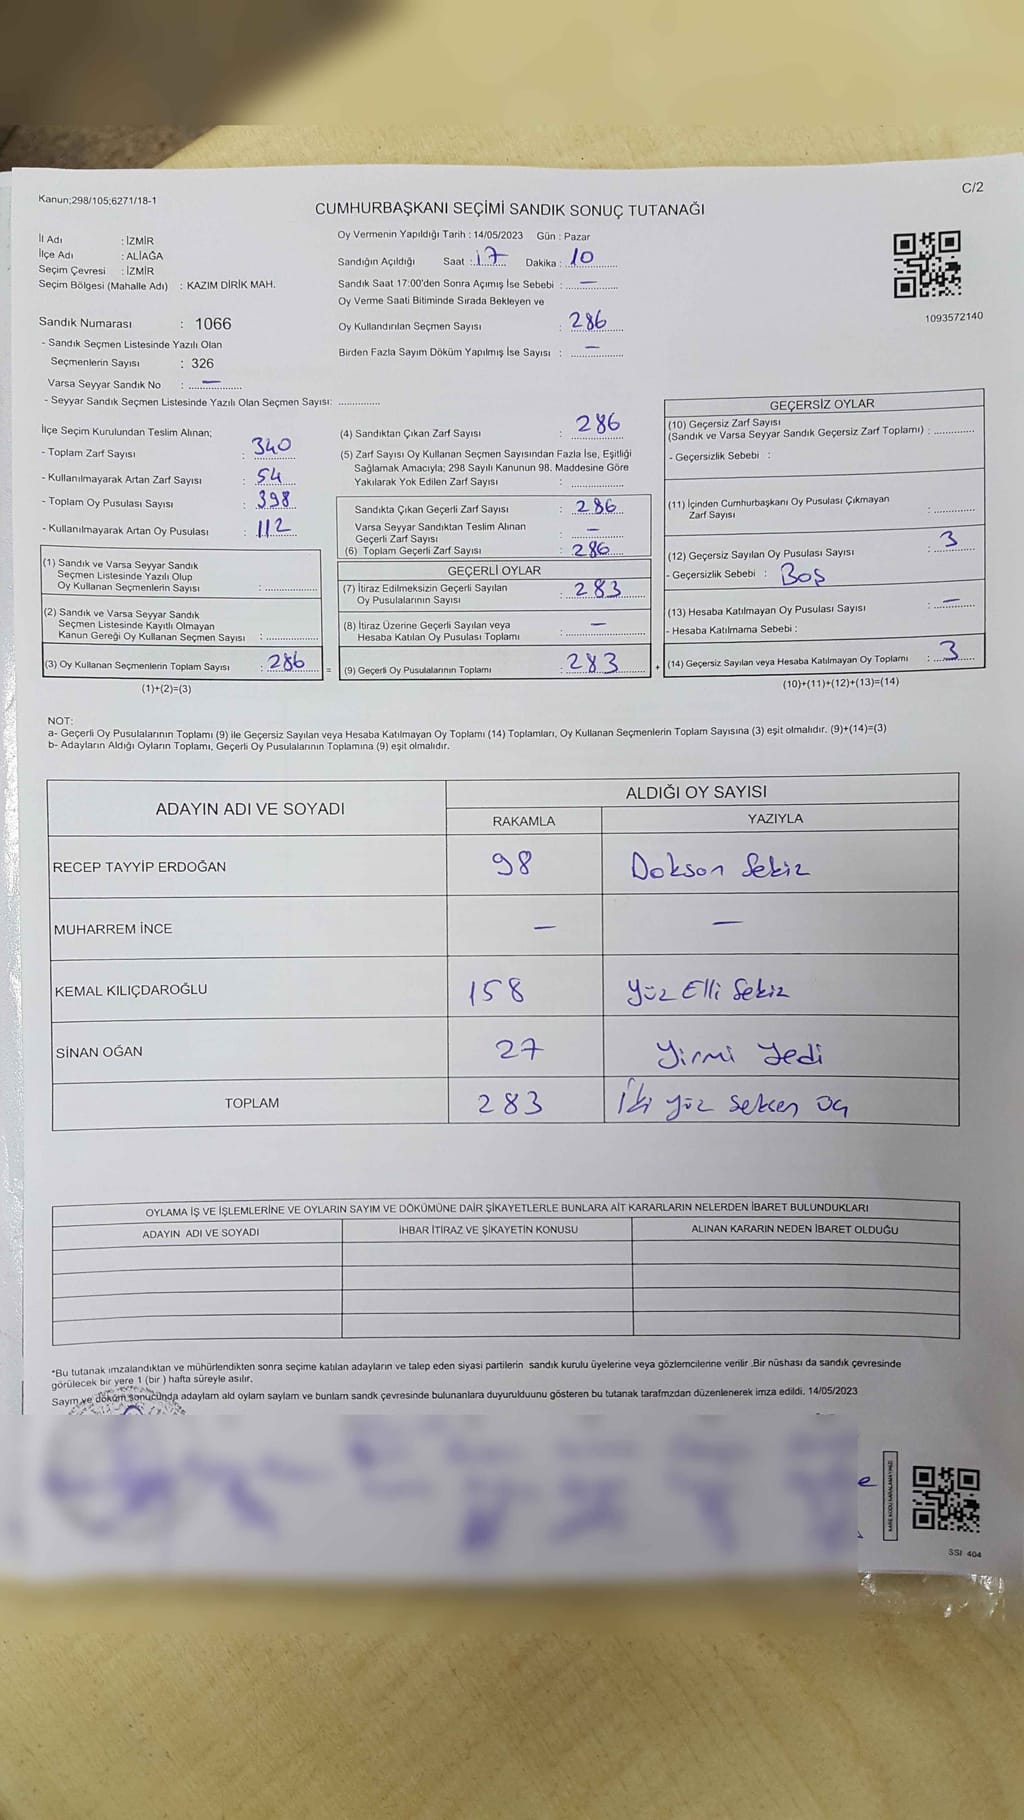 Kanun;298/105;6271/18-1
C/2
CUMHURBAŞKANI SEÇİMİ SANDIK SONUÇ TUTANAĞI
İl Adı : İZMİR
İlçe Adı : ALİAĞA
Seçim Çevresi : İZMİR
Seçim Bölgesi (Mahalle Adı) : KAZIM DİRİK MAH.
Sandık Numarası : 1066
- Sandık Seçmen Listesinde Yazılı Olan
Seçmenlerin Sayısı : 326
Varsa Seyyar Sandık No : —
- Seyyar Sandık Seçmen Listesinde Yazılı Olan Seçmen Sayısı: ...............
Oy Vermenin Yapıldığı Tarih : 14/05/2023 Gün : Pazar
Sandığın Açıldığı Saat : 17 Dakika : 10
Sandık Saat 17:00'den Sonra Açımış İse Sebebi : —
Oy Verme Saati Bitiminde Sırada Bekleyen ve
Oy Kullandırılan Seçmen Sayısı : 286
Birden Fazla Sayım Döküm Yapılmış İse Sayısı : —
1093572140
İlçe Seçim Kurulundan Teslim Alınan;
- Toplam Zarf Sayısı : 340
- Kullanılmayarak Artan Zarf Sayısı : 54
- Toplam Oy Pusulası Sayısı : 398
- Kullanılmayarak Artan Oy Pusulası : 112
(1) Sandık ve Varsa Seyyar Sandık
Seçmen Listesinde Yazılı Olup
Oy Kullanan Seçmenlerin Sayısı : ...............
(2) Sandık ve Varsa Seyyar Sandık
Seçmen Listesinde Kayıtlı Olmayan
Kanun Gereği Oy Kullanan Seçmen Sayısı : ...............
(3) Oy Kullanan Seçmenlerin Toplam Sayısı : 286
(1)+(2)=(3)
(4) Sandıktan Çıkan Zarf Sayısı : 286
(5) Zarf Sayısı Oy Kullanan Seçmen Sayısından Fazla İse, Eşitliği
Sağlamak Amacıyla; 298 Sayılı Kanunun 98. Maddesine Göre
Yakılarak Yok Edilen Zarf Sayısı : ...............
Sandıkta Çıkan Geçerli Zarf Sayısı : 286
Varsa Seyyar Sandıktan Teslim Alınan
Geçerli Zarf Sayısı : —
(6) Toplam Geçerli Zarf Sayısı : 286
GEÇERLİ OYLAR
(7) İtiraz Edilmeksizin Geçerli Sayılan
Oy Pusulalarının Sayısı : 283
(8) İtiraz Üzerine Geçerli Sayılan veya
Hesaba Katılan Oy Pusulası Toplamı : —
= (9) Geçerli Oy Pusulalarının Toplamı : 283 +
GEÇERSİZ OYLAR
(10) Geçersiz Zarf Sayısı
(Sandık ve Varsa Seyyar Sandık Geçersiz Zarf Toplamı) : ...............
- Geçersizlik Sebebi :
(11) İçinden Cumhurbaşkanı Oy Pusulası Çıkmayan
Zarf Sayısı : ...............
(12) Geçersiz Sayılan Oy Pusulası Sayısı : 3
- Geçersizlik Sebebi : Boş
(13) Hesaba Katılmayan Oy Pusulası Sayısı : —
- Hesaba Katılmama Sebebi :
(14) Geçersiz Sayılan veya Hesaba Katılmayan Oy Toplamı : 3
(10)+(11)+(12)+(13)=(14)
NOT:
a- Geçerli Oy Pusulalarının Toplamı (9) ile Geçersiz Sayılan veya Hesaba Katılmayan Oy Toplamı (14) Toplamları, Oy Kullanan Seçmenlerin Toplam Sayısına (3) eşit olmalıdır. (9)+(14)=(3)
b- Adayların Aldığı Oyların Toplamı, Geçerli Oy Pusulalarının Toplamına (9) eşit olmalıdır.
ADAYIN ADI VE SOYADI
ALDIĞI OY SAYISI
RAKAMLA YAZIYLA
RECEP TAYYİP ERDOĞAN 98 Dokson Sekiz
MUHARREM İNCE — —
KEMAL KILIÇDAROĞLU 158 Yüz Elli Sekiz
SİNAN OĞAN 27 Yirmi Yedi
TOPLAM 283 İki yüz seksen üç
OYLAMA İŞ VE İŞLEMLERİNE VE OYLARIN SAYIM VE DÖKÜMÜNE DAİR ŞİKAYETLERLE BUNLARA AİT KARARLARIN NELERDEN İBARET BULUNDUKLARI
ADAYIN ADI VE SOYADI İHBAR İTİRAZ VE ŞİKAYETİN KONUSU ALINAN KARARIN NEDEN İBARET OLDUĞU
*Bu tutanak imzalandıktan ve mühürlendikten sonra seçime katılan adayların ve talep eden siyasi partilerin sandık kurulu üyelerine veya gözlemcilerine verilir .Bir nüshası da sandık çevresinde
görülecek bir yere 1 (bir ) hafta süreyle asılır.
Saym ve döküm sonucunda adaylam ald oylam saylam ve bunlam sandk çevresinde bulunanlara duyurulduunu gösteren bu tutanak tarafmzdan düzenlenerek imza edildi. 14/05/2023
SSI 404